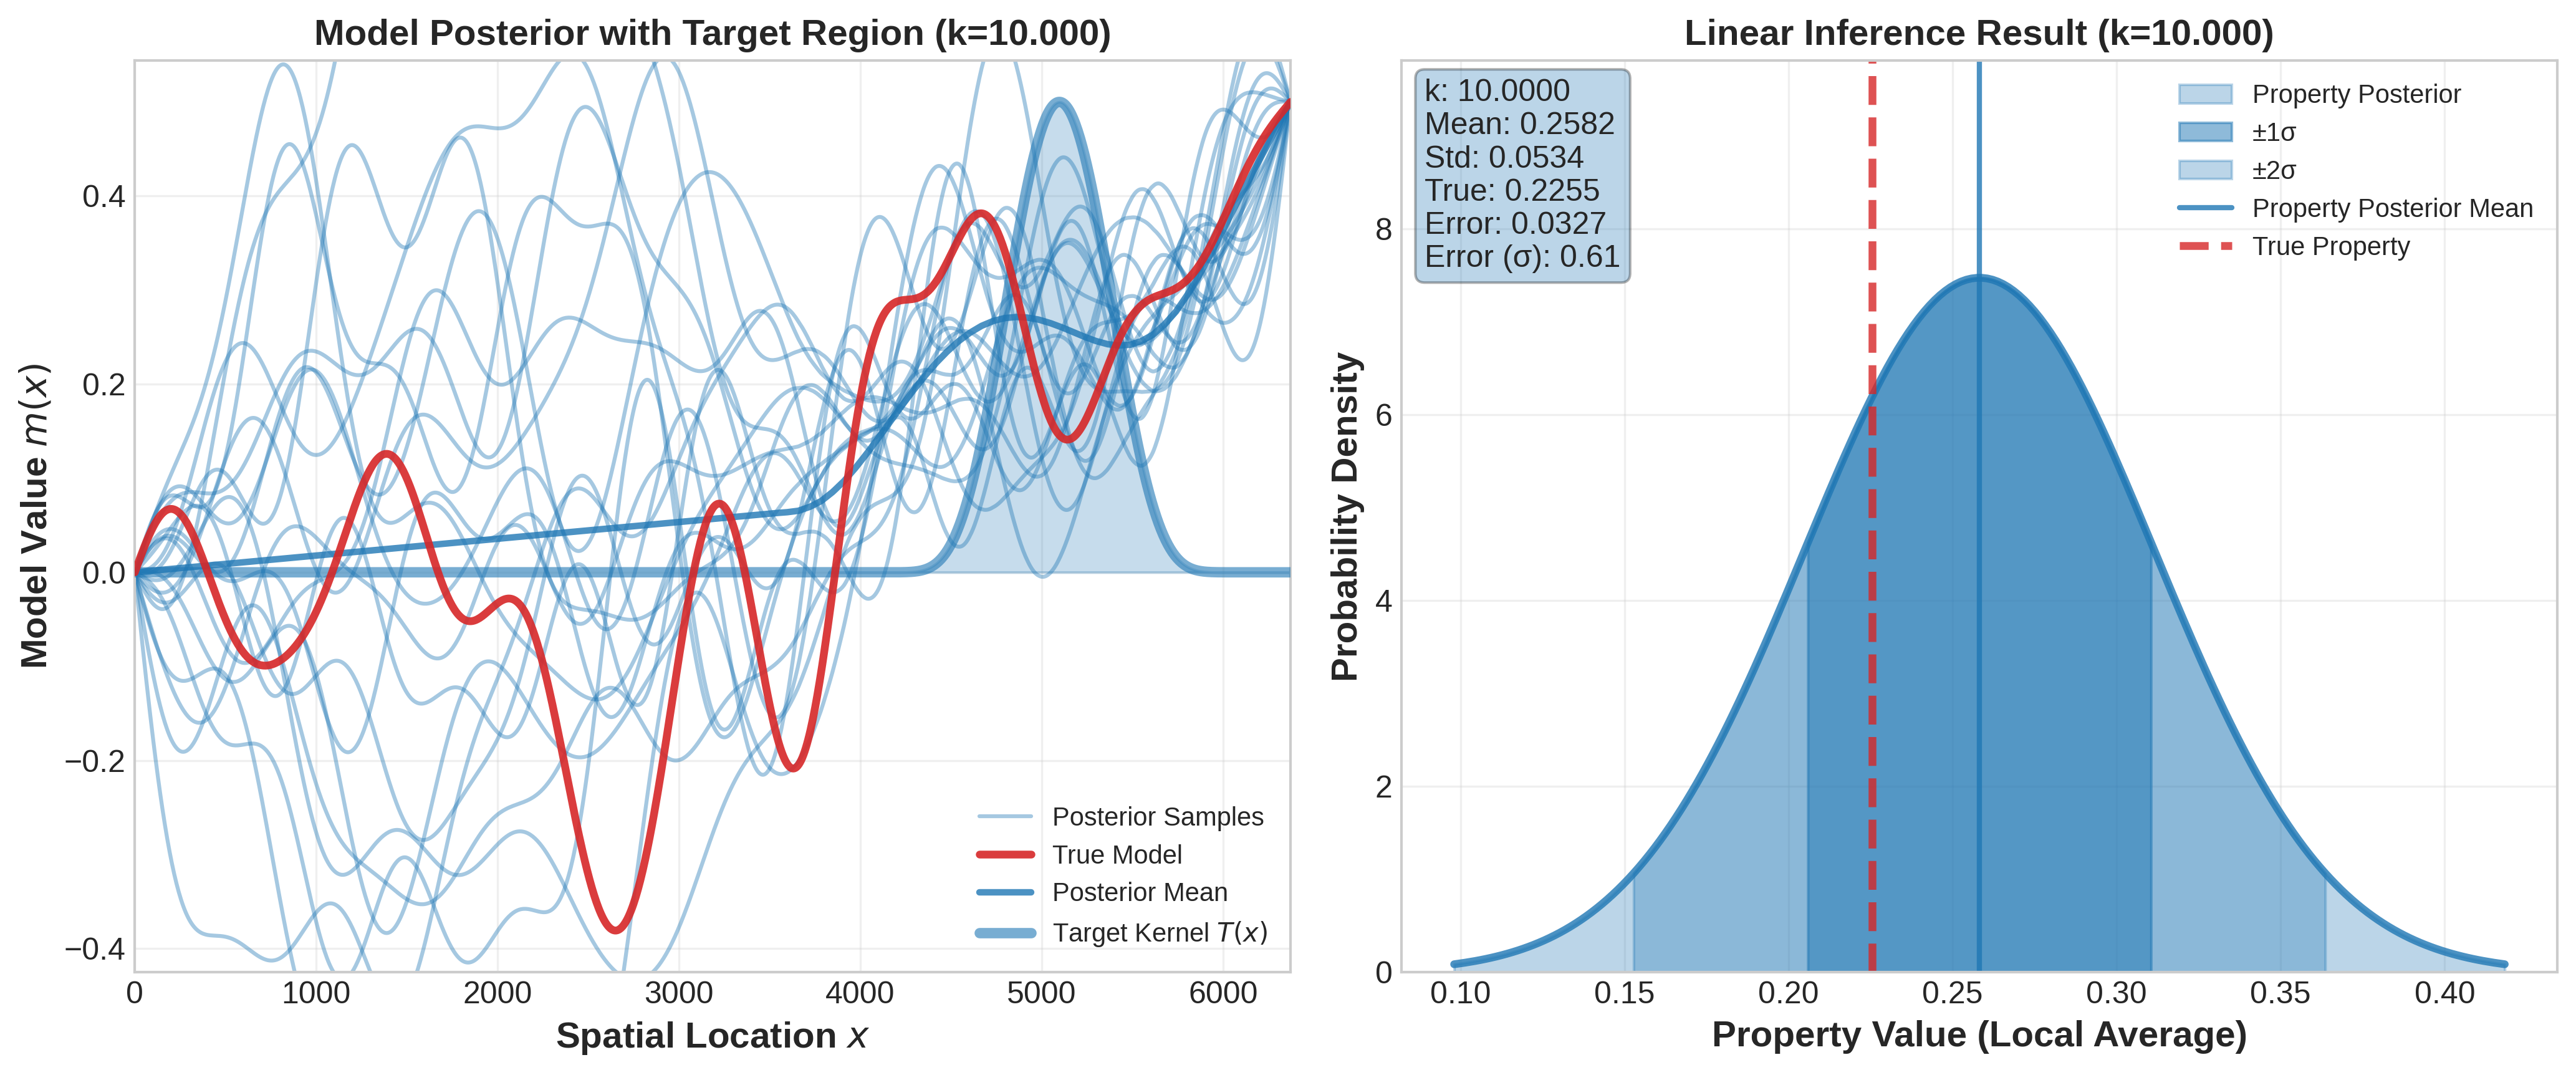 Model Posterior with Target Region (k=10.000)
Model Value m(x)
0.4
0.2
0.0
−0.2
−0.4
Posterior Samples
True Model
Posterior Mean
Target Kernel T(x)
0 1000 2000 3000 4000 5000 6000
Spatial Location x
Linear Inference Result (k=10.000)
k: 10.0000
Mean: 0.2582
Std: 0.0534
True: 0.2255
Error: 0.0327
Error (σ): 0.61
Property Posterior
±1σ
±2σ
Property Posterior Mean
True Property
Probability Density
8
6
4
2
0
0.10 0.15 0.20 0.25 0.30 0.35 0.40
Property Value (Local Average)